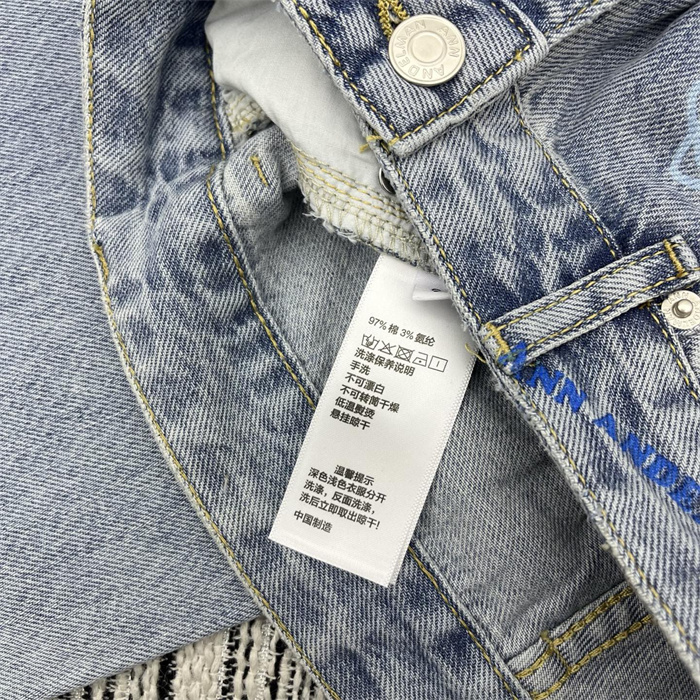 97% 棉 3% 氨纶
洗涤保养说明
手洗
不可漂白
不可转筒干燥
低温熨烫
悬挂晾干
温馨提示
深色浅色衣服分开
洗涤，反面洗涤，
洗后立即取出晾干!
中国制造
ANN ANDE